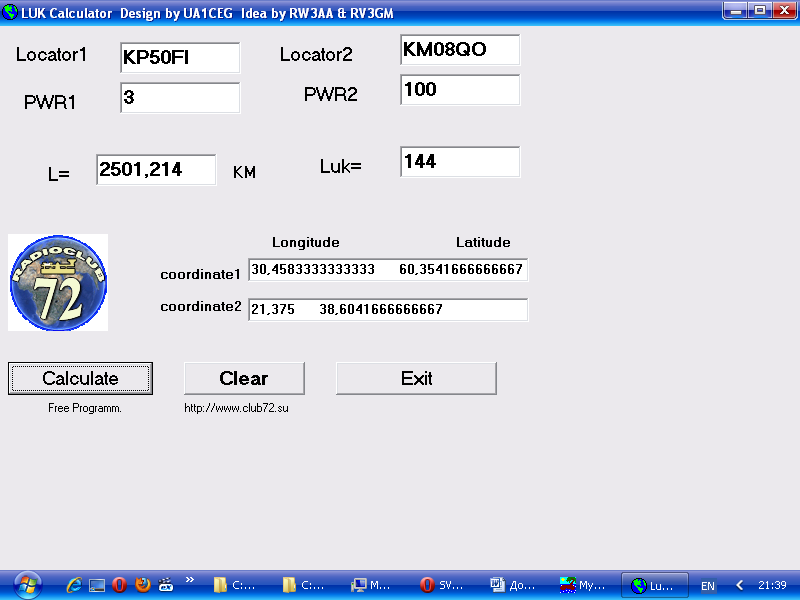 LUK Calculator Design by UA1CEG Idea by RW3AA & RV3GM
Locator1 KP50FI Locator2 KM08QO
PWR1 3 PWR2 100
L= 2501,214 KM Luk= 144
Longitude Latitude
coordinate1 30,4583333333333 60,3541666666667
coordinate2 21,375 38,6041666666667
RADIOCLUB
72
Calculate Clear Exit
Free Programm. http://www.club72.su
» C:... C:... M... SV... До... My... Lu... EN 21:39